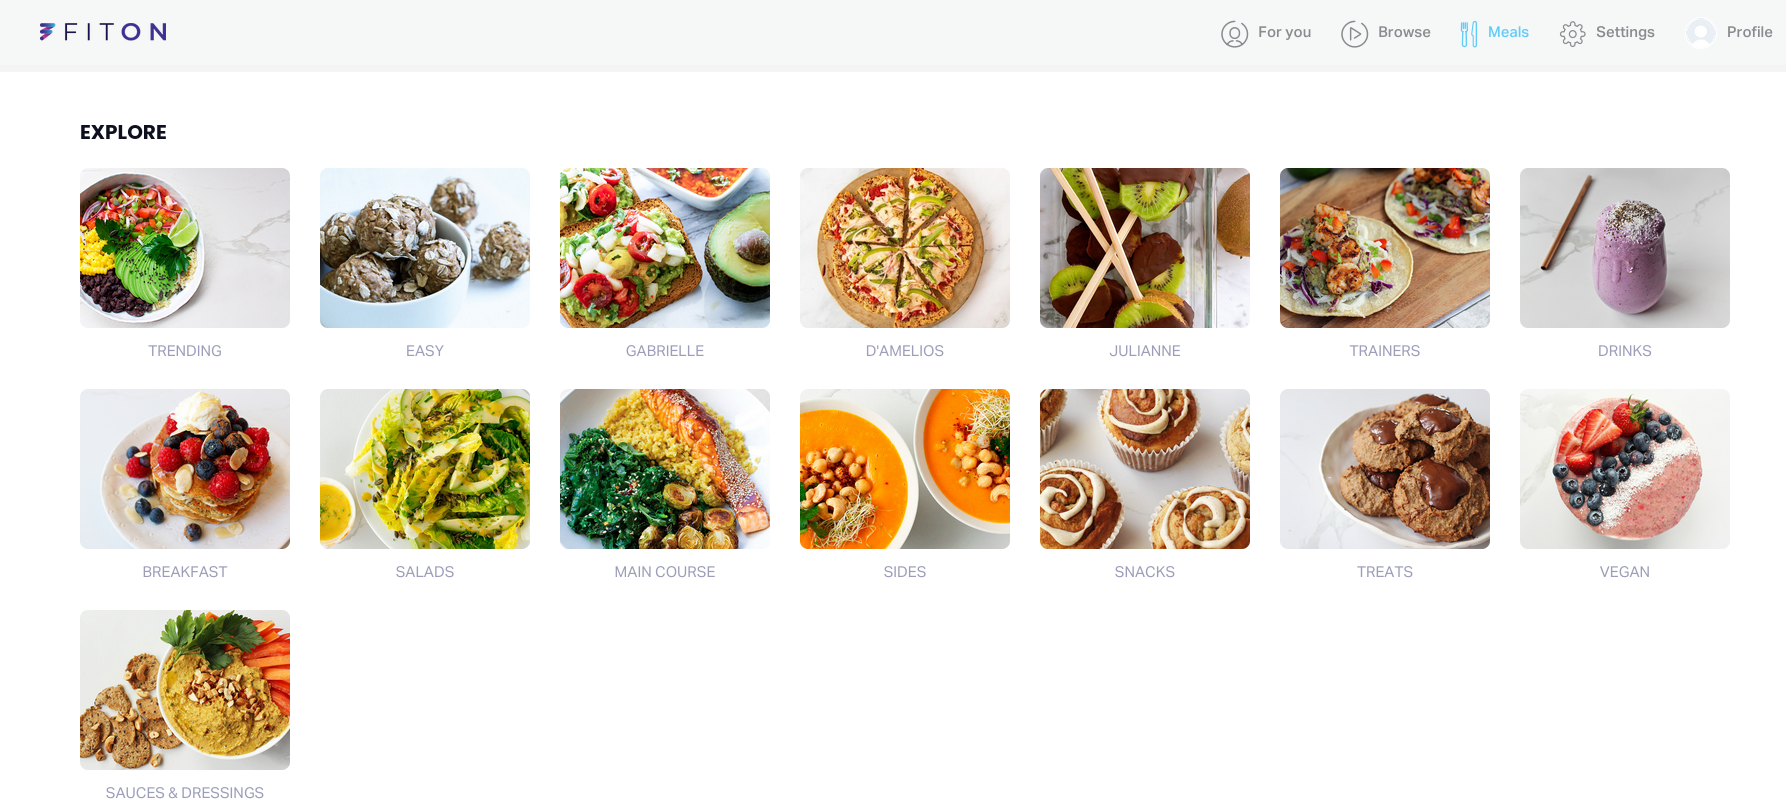 FITON
For you
Browse
Meals
Settings
Profile
EXPLORE
TRENDING
EASY
GABRIELLE
D'AMELIOS
JULIANNE
TRAINERS
DRINKS
BREAKFAST
SALADS
MAIN COURSE
SIDES
SNACKS
TREATS
VEGAN
SAUCES & DRESSINGS